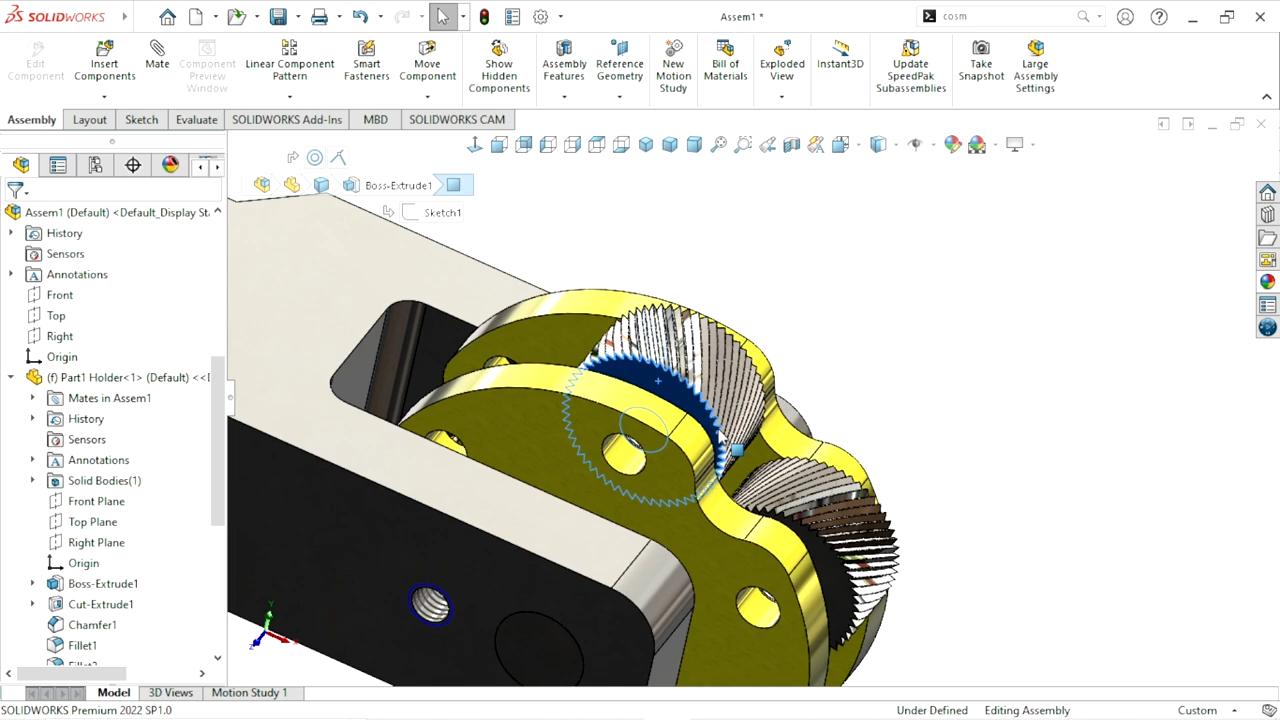 SOLIDWORKS
Assem1 *
cosm
Edit Component
Insert Components
Mate
Component Preview Window
Linear Component Pattern
Smart Fasteners
Move Component
Show Hidden Components
Assembly Features
Reference Geometry
New Motion Study
Bill of Materials
Exploded View
Instant3D
Update SpeedPak Subassemblies
Take Snapshot
Large Assembly Settings
Assembly
Layout
Sketch
Evaluate
SOLIDWORKS Add-Ins
MBD
SOLIDWORKS CAM
Boss-Extrude1
Sketch1
Assem1 (Default) <Default_Display St
History
Sensors
Annotations
Front
Top
Right
Origin
(f) Part1 Holder<1> (Default) <<D
Mates in Assem1
History
Sensors
Annotations
Solid Bodies(1)
Front Plane
Top Plane
Right Plane
Origin
Boss-Extrude1
Cut-Extrude1
Chamfer1
Fillet1
Y
Z
Model
3D Views
Motion Study 1
SOLIDWORKS Premium 2022 SP1.0
Under Defined
Editing Assembly
Custom